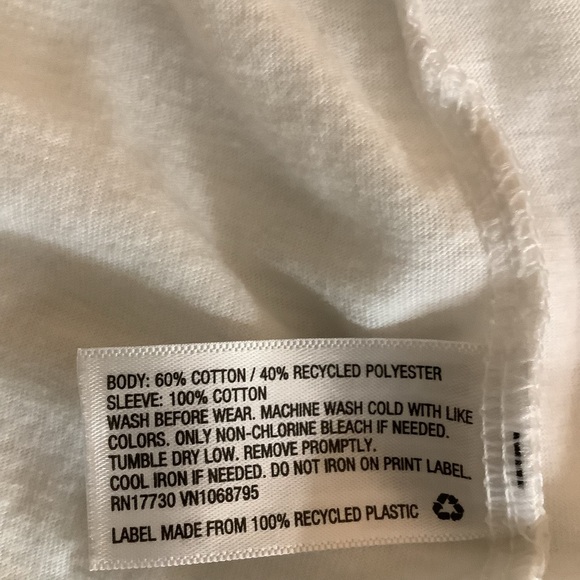 BODY: 60% COTTON / 40% RECYCLED POLYESTER
SLEEVE: 100% COTTON
WASH BEFORE WEAR. MACHINE WASH COLD WITH LIKE
COLORS. ONLY NON-CHLORINE BLEACH IF NEEDED.
TUMBLE DRY LOW. REMOVE PROMPTLY.
COOL IRON IF NEEDED. DO NOT IRON ON PRINT LABEL.
RN17730 VN1068795
LABEL MADE FROM 100% RECYCLED PLASTIC